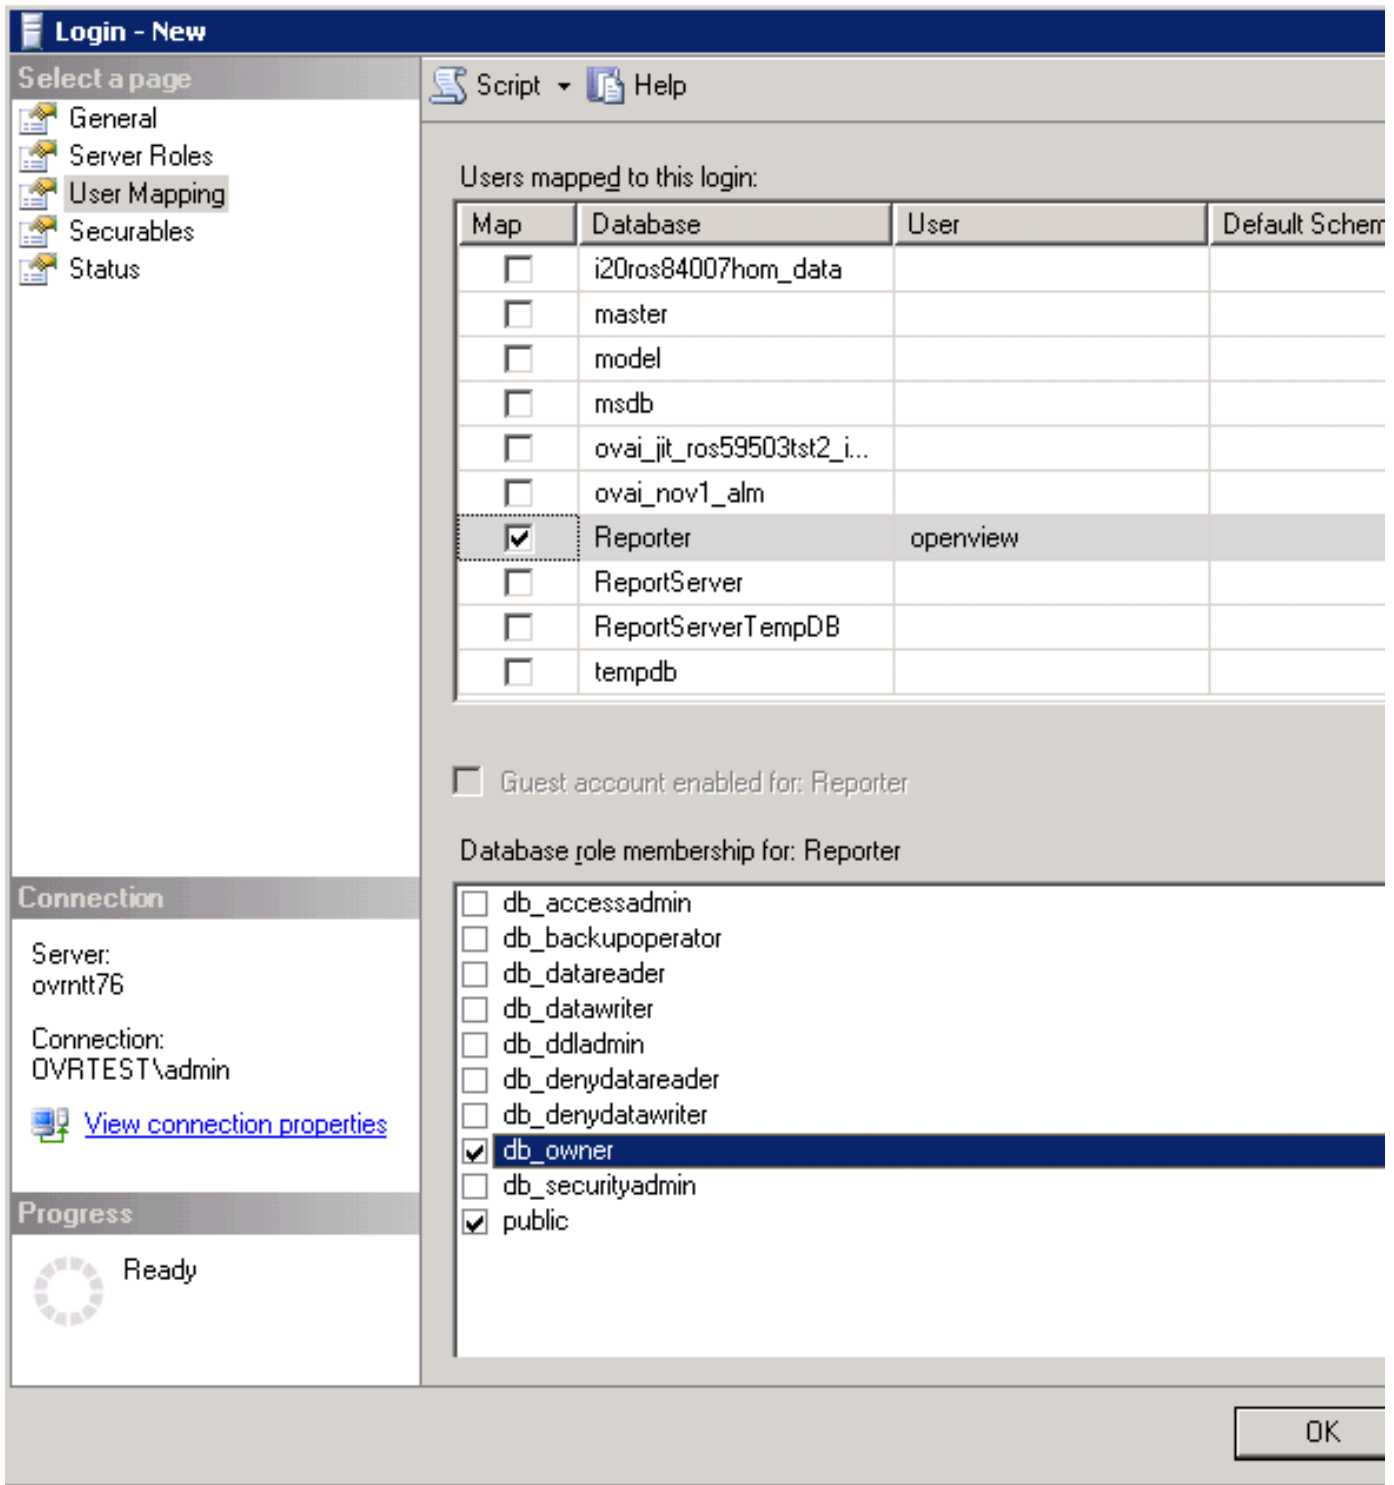 Login - New
Select a page
General
Server Roles
User Mapping
Securables
Status
Script Help
Users mapped to this login:
Map Database User Default Schem
i20ros84007hom_data
master
model
msdb
ovai_jit_ros59503tst2_i...
ovai_nov1_alm
Reporter openview
ReportServer
ReportServerTempDB
tempdb
Guest account enabled for: Reporter
Database role membership for: Reporter
db_accessadmin
db_backupoperator
db_datareader
db_datawriter
db_ddladmin
db_denydatareader
db_denydatawriter
db_owner
db_securityadmin
public
Connection
Server:
ovrntt76
Connection:
OVRTEST\admin
View connection properties
Progress
Ready
OK